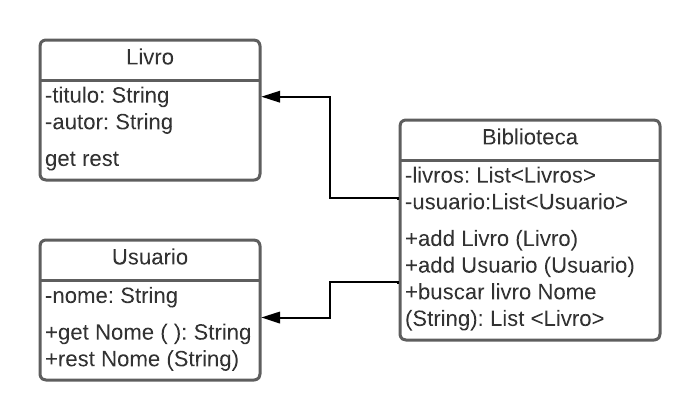 Livro
-titulo: String
-autor: String
get rest
Usuario
-nome: String
+get Nome ( ): String
+rest Nome (String)
Biblioteca
-livros: List<Livros>
-usuario:List<Usuario>
+add Livro (Livro)
+add Usuario (Usuario)
+buscar livro Nome
(String): List <Livro>